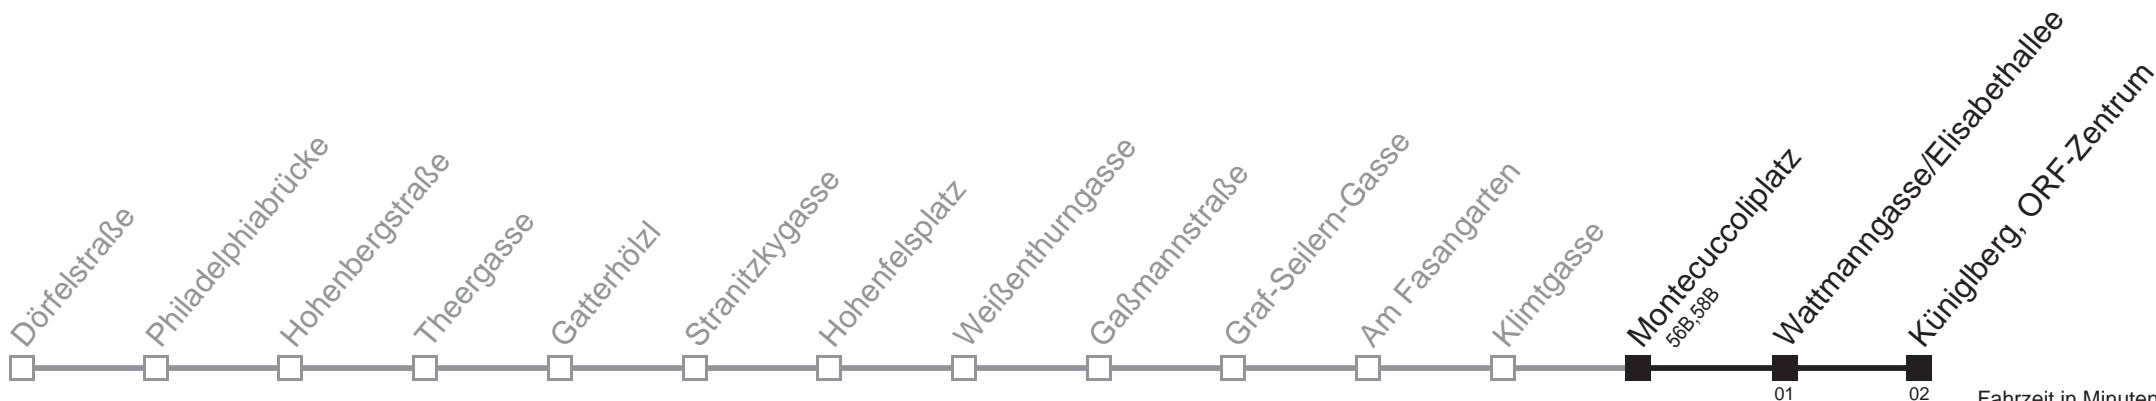 Dörfelstraße
Philadelphiabrücke
Hohenbergstraße
Theergasse
Gatterhölzl
Stranitzkygasse
Hohenfelsplatz
Weißenthurngasse
Gaßmannstraße
Graf-Seilern-Gasse
Am Fasangarten
Klimtgasse
Montecuccoliplatz
56B,58B
Wattmanngasse/Elisabethallee
Küniglberg, ORF-Zentrum
01
02
Fahrzeit in Minuten